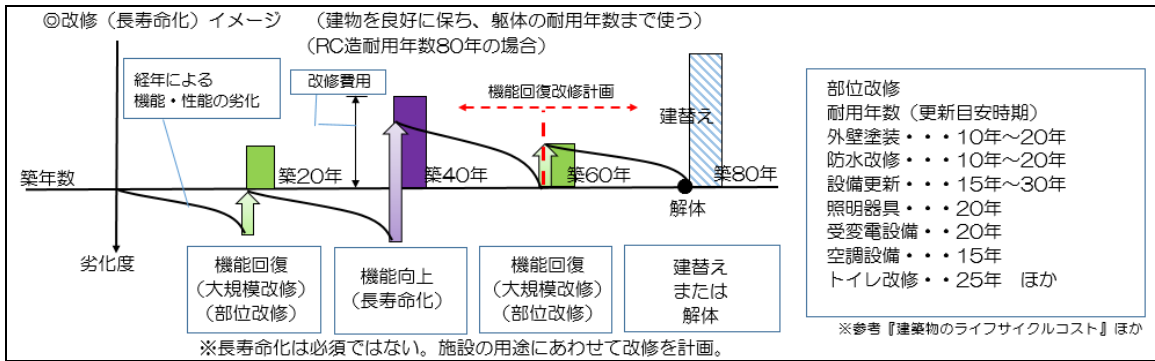 ◎改修（長寿命化）イメージ　（建物を良好に保ち、躯体の耐用年数まで使う）
（RC造耐用年数80年の場合）
経年による
機能・性能の劣化
改修費用
機能回復改修計画
建替え
築年数
築20年
築40年
築60年
築80年
解体
劣化度
機能回復
（大規模改修）
（部位改修）
機能向上
（長寿命化）
機能回復
（大規模改修）
（部位改修）
建替え
または
解体
※長寿命化は必須ではない。施設の用途にあわせて改修を計画。
部位改修
耐用年数（更新目安時期）
外壁塗装・・・10年～20年
防水改修・・・10年～20年
設備更新・・・15年～30年
照明器具・・・20年
受変電設備・・20年
空調設備・・・15年
トイレ改修・・25年　ほか
※参考『建築物のライフサイクルコスト』ほか